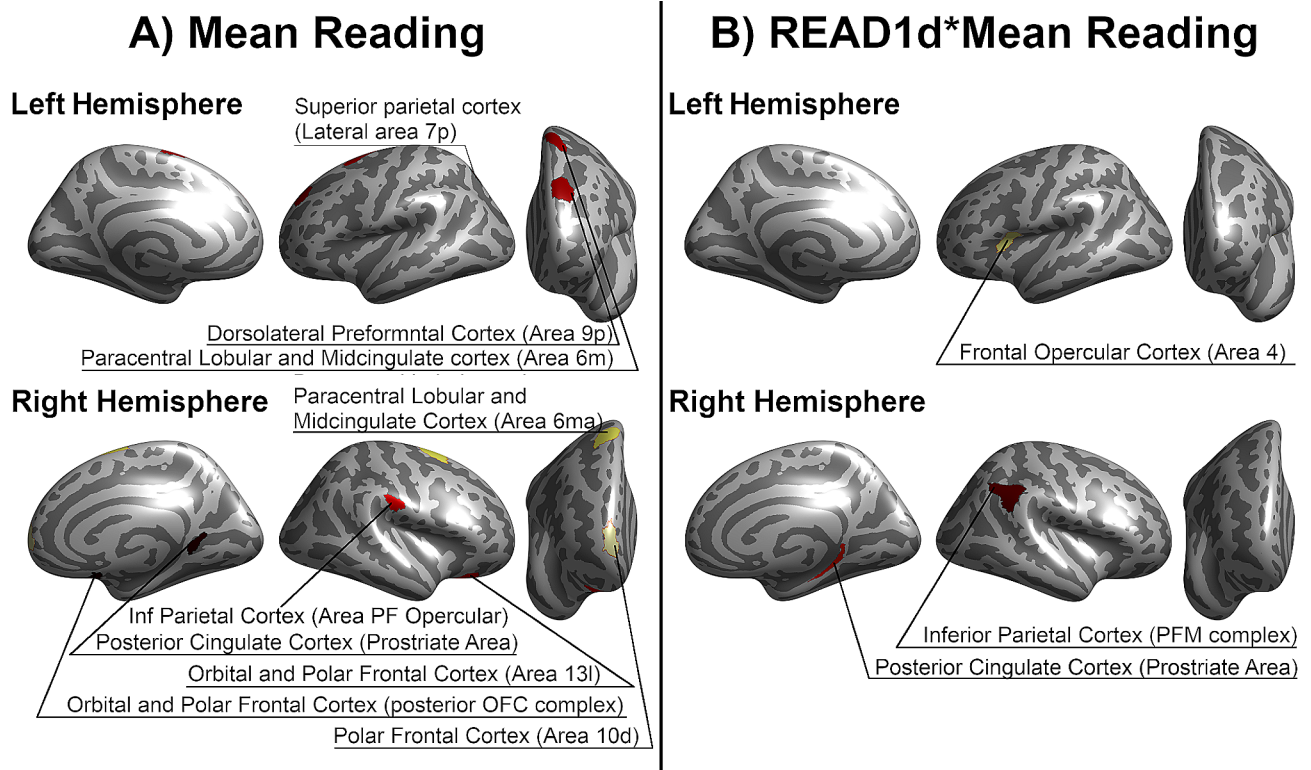 A) Mean Reading
Left Hemisphere
Superior parietal cortex
(Lateral area 7p)
Dorsolateral Preformntal Cortex (Area 9p)
Paracentral Lobular and Midcingulate cortex (Area 6m)
Right Hemisphere
Paracentral Lobular and
Midcingulate Cortex (Area 6ma)
Inf Parietal Cortex (Area PF Opercular)
Posterior Cingulate Cortex (Prostriate Area)
Orbital and Polar Frontal Cortex (Area 13l)
Orbital and Polar Frontal Cortex (posterior OFC complex)
Polar Frontal Cortex (Area 10d)
B) READ1d*Mean Reading
Left Hemisphere
Frontal Opercular Cortex (Area 4)
Right Hemisphere
Inferior Parietal Cortex (PFM complex)
Posterior Cingulate Cortex (Prostriate Area)